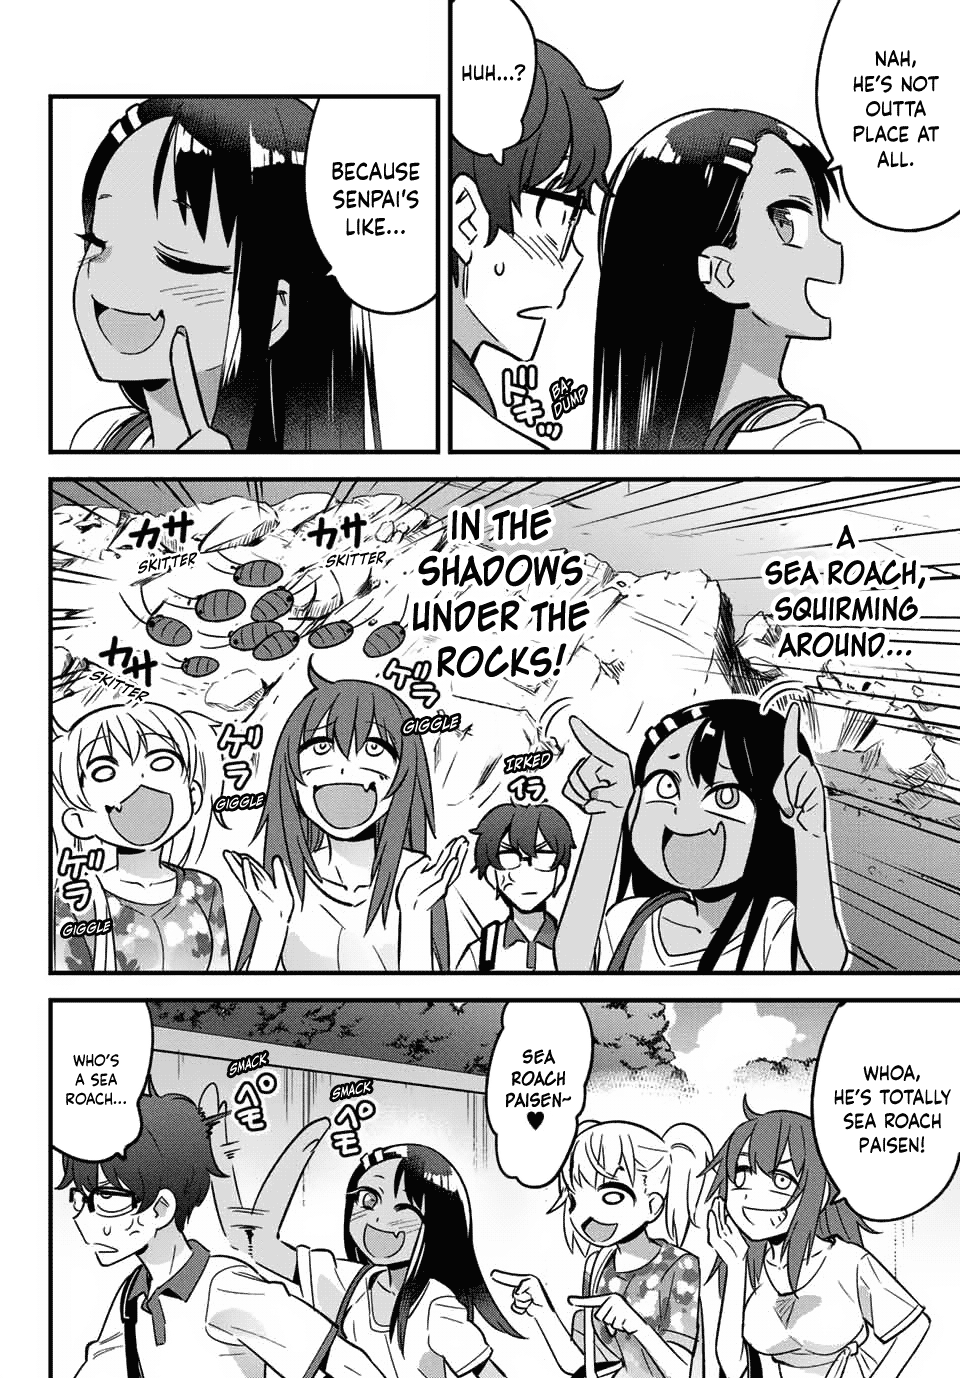 NAH,
HE'S NOT
OUTTA
PLACE AT
ALL.
HUH...?
BA-
DUMP
ドキッ...
BECAUSE
SENPAI'S
LIKE...
A
SEA ROACH,
SQUIRMING
AROUND...
IN THE
SHADOWS
UNDER THE
ROCKS!
カサ
SKITTER
カサ
SKITTER
カサ
SKITTER
ゲラ
GIGGLE
ゲラ
GIGGLE
ゲラ
GIGGLE
IRKED
イラ
WHOA,
HE'S TOTALLY
SEA ROACH
PAISEN!
SEA
ROACH
PAISEN~
♥
SMACK
ペモ
SMACK
ペモ
WHO'S
A SEA
ROACH...